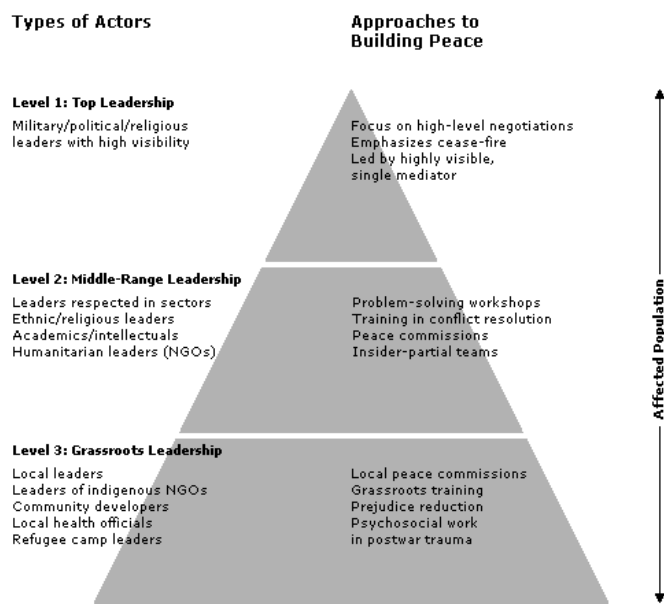 Types of Actors
Approaches to
Building Peace
Level 1: Top Leadership
Military/political/religious
leaders with high visibility
Focus on high-level negotiations
Emphasizes cease-fire
Led by highly visible,
single mediator
Level 2: Middle-Range Leadership
Leaders respected in sectors
Ethnic/religious leaders
Academics/intellectuals
Humanitarian leaders (NGOs)
Problem-solving workshops
Training in conflict resolution
Peace commissions
Insider-partial teams
Level 3: Grassroots Leadership
Local leaders
Leaders of indigenous NGOs
Community developers
Local health officials
Refugee camp leaders
Local peace commissions
Grassroots training
Prejudice reduction
Psychosocial work
in postwar trauma
Affected Population